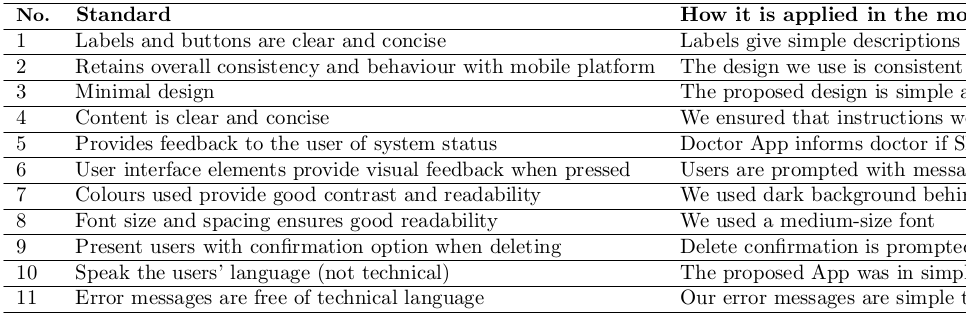 No. Standard How it is applied in the mo
1 Labels and buttons are clear and concise Labels give simple descriptions
2 Retains overall consistency and behaviour with mobile platform The design we use is consistent
3 Minimal design The proposed design is simple a
4 Content is clear and concise We ensured that instructions w
5 Provides feedback to the user of system status Doctor App informs doctor if S
6 User interface elements provide visual feedback when pressed Users are prompted with messa
7 Colours used provide good contrast and readability We used dark background behin
8 Font size and spacing ensures good readability We used a medium-size font
9 Present users with confirmation option when deleting Delete confirmation is prompted
10 Speak the users' language (not technical) The proposed App was in simpl
11 Error messages are free of technical language Our error messages are simple t